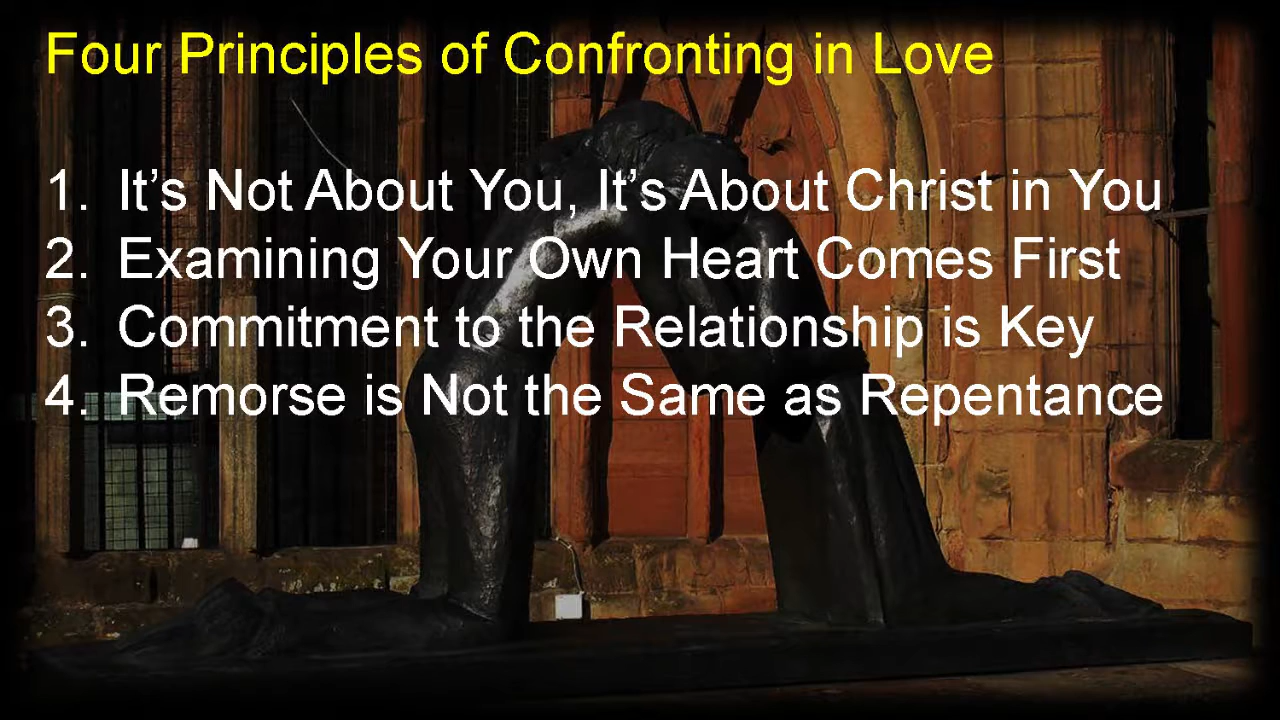 Four Principles of Confronting in Love
1. It’s Not About You, It’s About Christ in You
2. Examining Your Own Heart Comes First
3. Commitment to the Relationship is Key
4. Remorse is Not the Same as Repentance